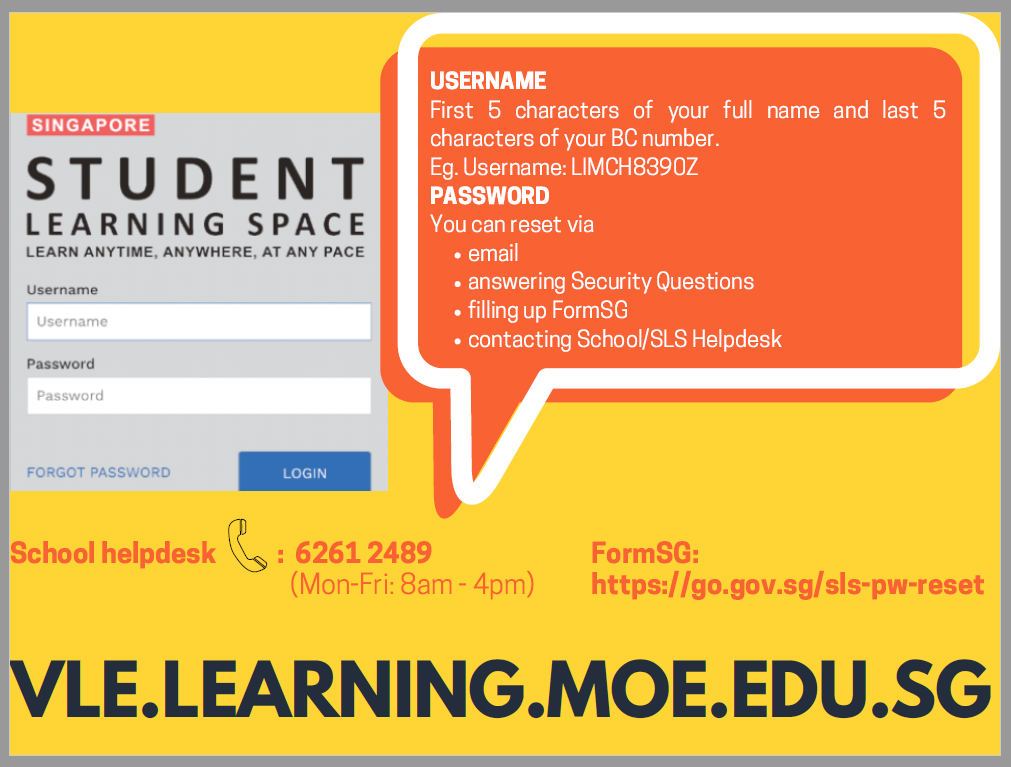 SINGAPORE
STUDENT
LEARNING SPACE
LEARN ANYTIME, ANYWHERE, AT ANY PACE
Username
Username
Password
Password
FORGOT PASSWORD
LOGIN
USERNAME
First 5 characters of your full name and last 5
characters of your BC number.
Eg. Username: LIMCH8390Z
PASSWORD
You can reset via
• email
• answering Security Questions
• filling up FormSG
• contacting School/SLS Helpdesk
School helpdesk : 6261 2489
(Mon-Fri: 8am - 4pm)
FormSG:
https://go.gov.sg/sls-pw-reset
VLE.LEARNING.MOE.EDU.SG